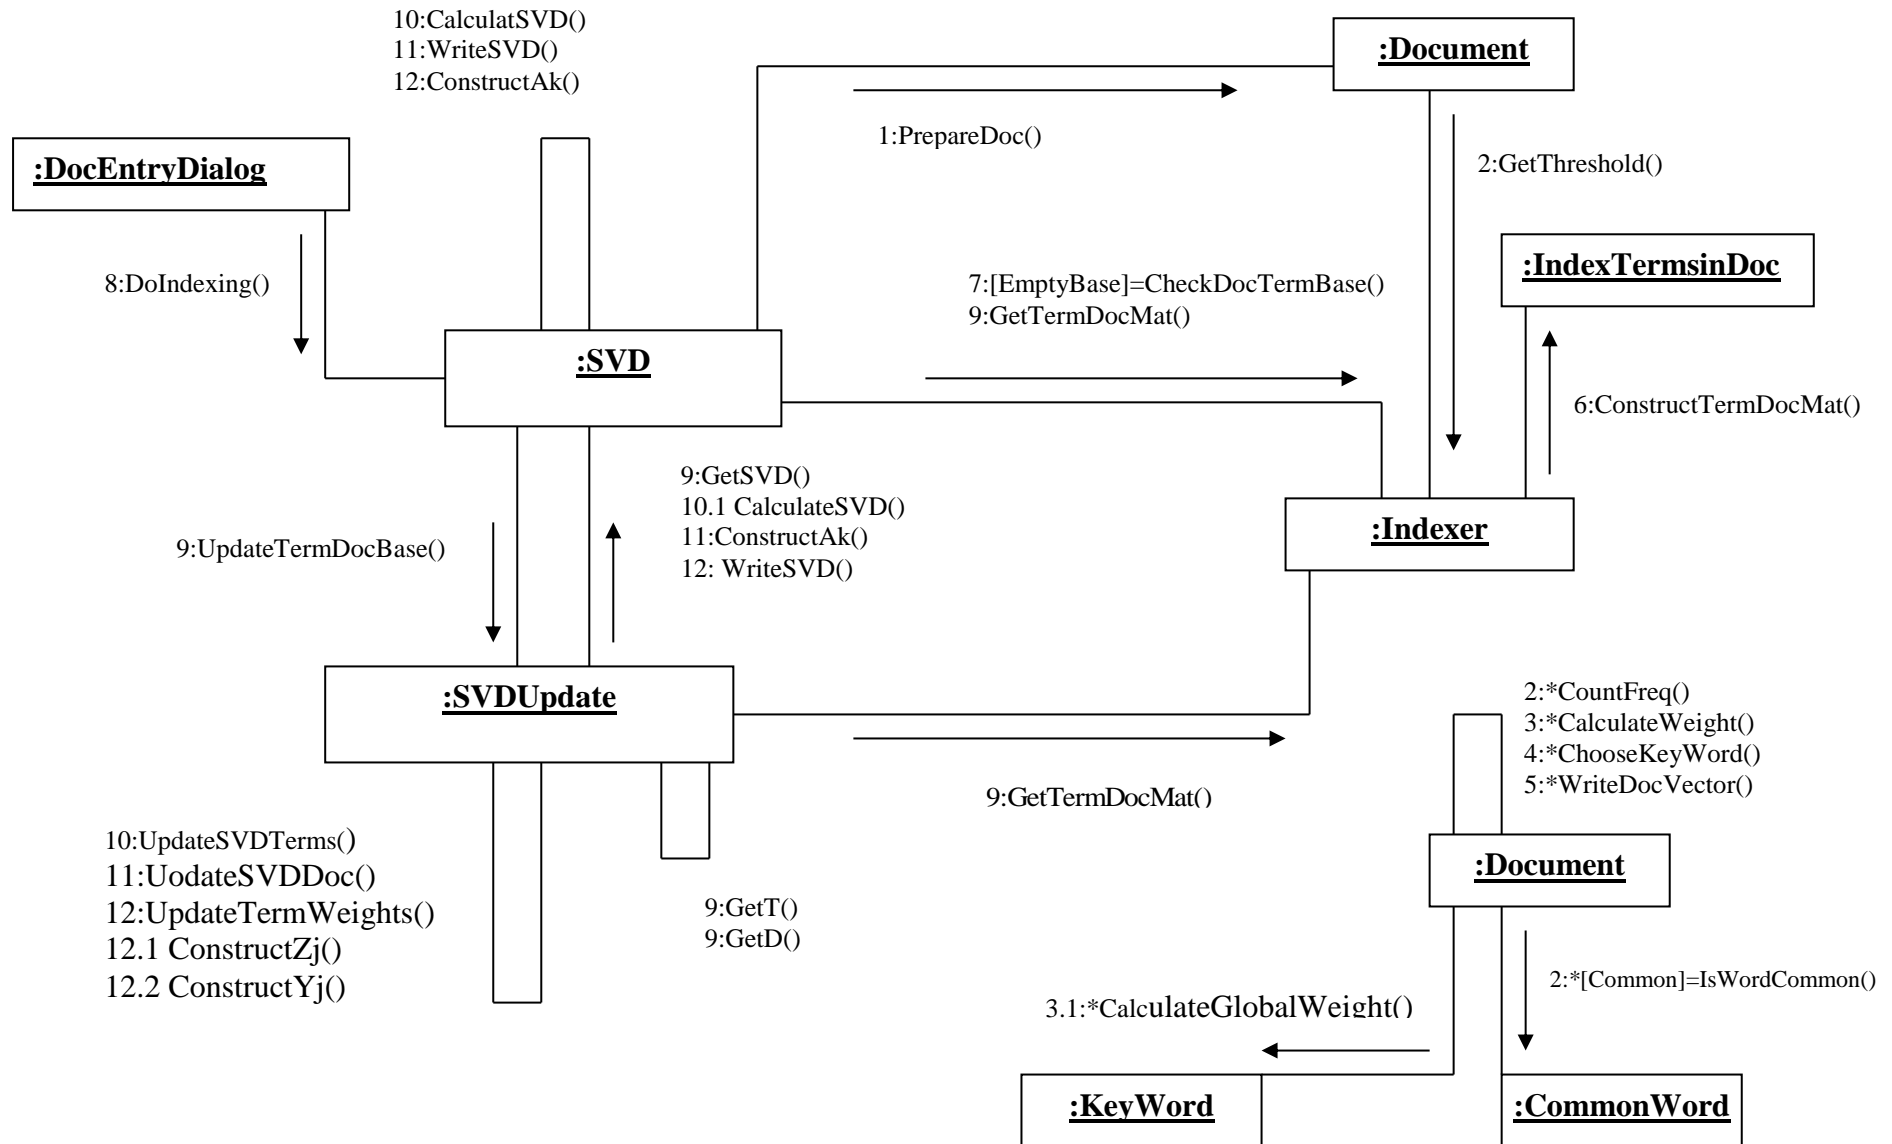 10:CalculatSVD()
11:WriteSVD()
12:ConstructAk()
:Document
1:PrepareDoc()
:DocEntryDialog
2:GetThreshold()
8:DoIndexing()
:IndexTermsinDoc
7:[EmptyBase]=CheckDocTermBase()
9:GetTermDocMat()
:SVD
6:ConstructTermDocMat()
9:GetSVD()
10.1 CalculateSVD()
11:ConstructAk()
12: WriteSVD()
:Indexer
9:UpdateTermDocBase()
:SVDUpdate
2:*CountFreq()
3:*CalculateWeight()
4:*ChooseKeyWord()
5:*WriteDocVector()
9:GetTermDocMat()
10:UpdateSVDTerms()
11:UodateSVDDoc()
12:UpdateTermWeights()
12.1 ConstructZj()
12.2 ConstructYj()
9:GetT()
9:GetD()
:Document
2:*[Common]=IsWordCommon()
3.1:*CalculateGlobalWeight()
:KeyWord
:CommonWord